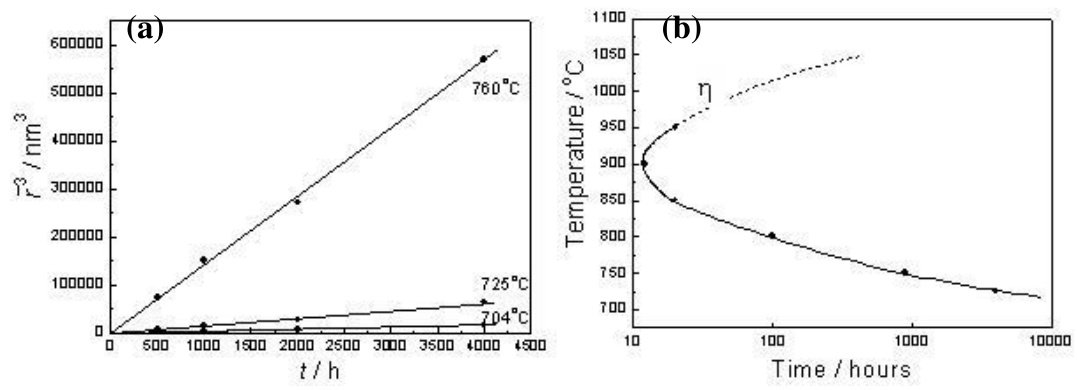 (a)
600000
500000
400000
300000
200000
100000
0
r̄³ / nm³
760°C
725°C
704°C
0 500 1000 1500 2000 2500 3000 3500 4000 4500
t / h
(b)
1100
1050
1000
950
900
850
800
750
700
Temperature / °C
η
10 100 1000 10000
Time / hours